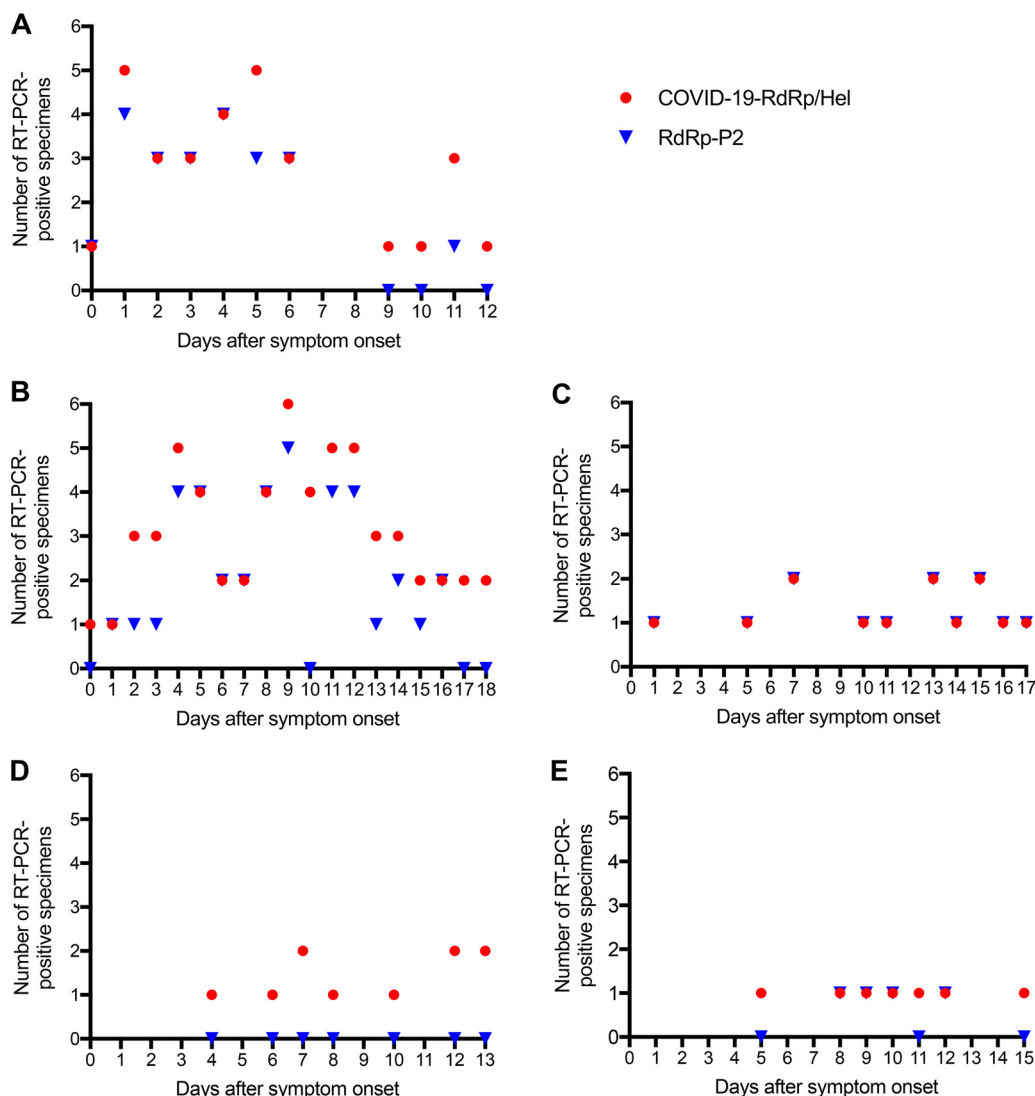 A
6
5
4
3
2
1
0
Number of RT-PCR-
positive specimens
0 1 2 3 4 5 6 7 8 9 10 11 12
Days after symptom onset
COVID-19-RdRp/Hel
RdRp-P2
B
6
5
4
3
2
1
0
Number of RT-PCR-
positive specimens
0 1 2 3 4 5 6 7 8 9 10 11 12 13 14 15 16 17 18
Days after symptom onset
C
6
5
4
3
2
1
0
Number of RT-PCR-
positive specimens
0 1 2 3 4 5 6 7 8 9 10 11 12 13 14 15 16 17
Days after symptom onset
D
6
5
4
3
2
1
0
Number of RT-PCR-
positive specimens
0 1 2 3 4 5 6 7 8 9 10 11 12 13
Days after symptom onset
E
6
5
4
3
2
1
0
Number of RT-PCR-
positive specimens
0 1 2 3 4 5 6 7 8 9 10 11 12 13 14 15
Days after symptom onset